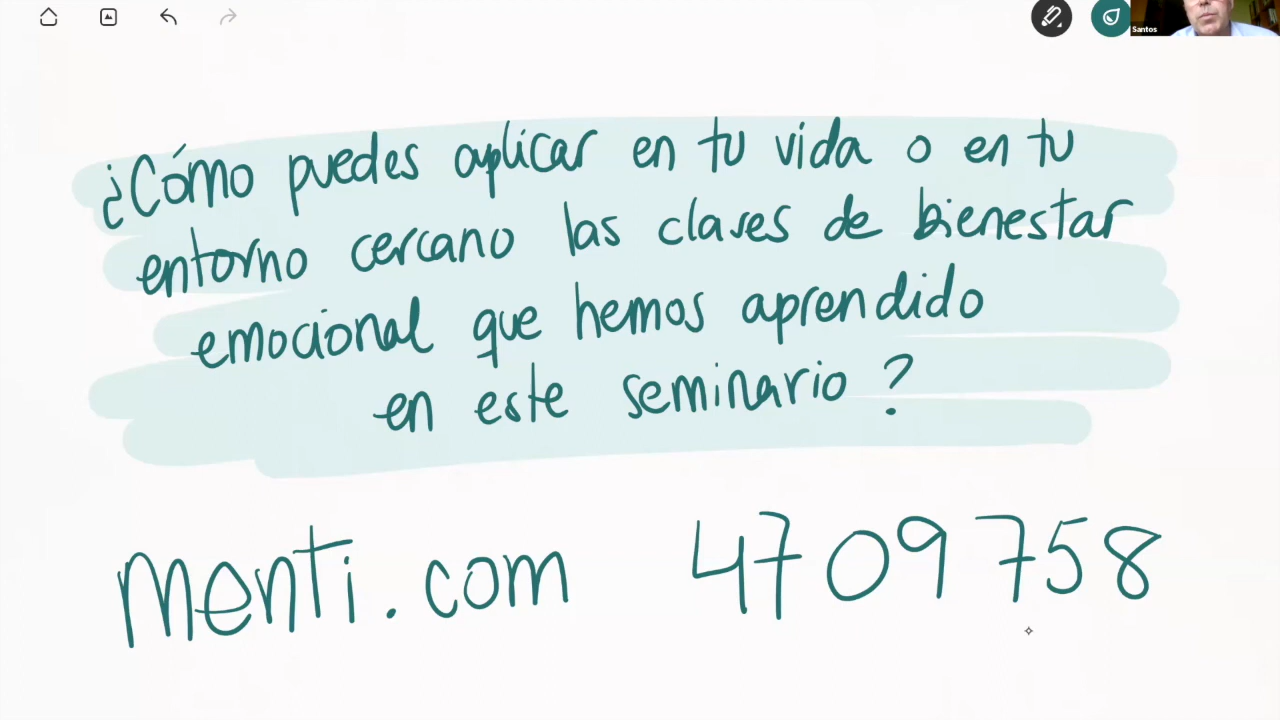 Santos
¿Cómo puedes aplicar en tu vida o en tu
entorno cercano las claves de bienestar
emocional que hemos aprendido
en este seminario?
menti.com 4709758